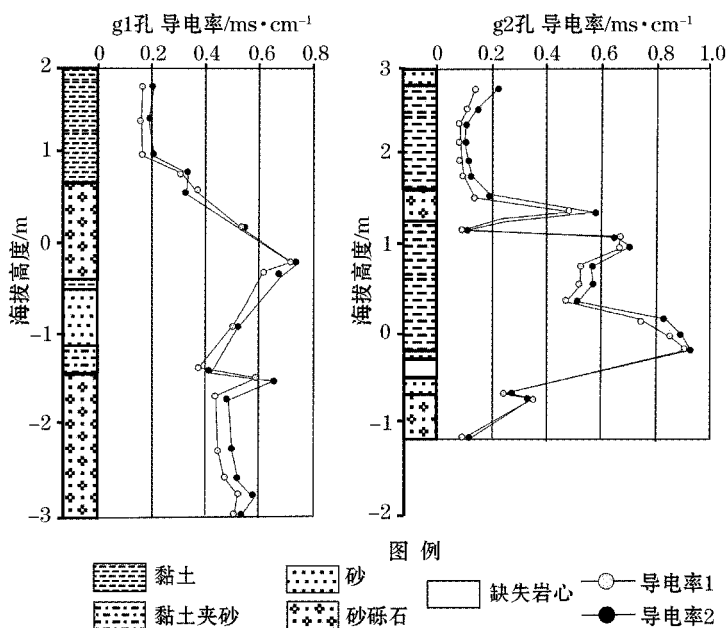 g1孔 导电率/ms·cm⁻¹
0 0.2 0.4 0.6 0.8
海拔高度/m
2
1
0
-1
-2
-3
g2孔 导电率/ms·cm⁻¹
0 0.2 0.4 0.6 0.8 1.0
海拔高度/m
3
2
1
0
-1
-2
图 例
黏土 砂 缺失岩心 导电率1
黏土夹砂 砂砾石 导电率2